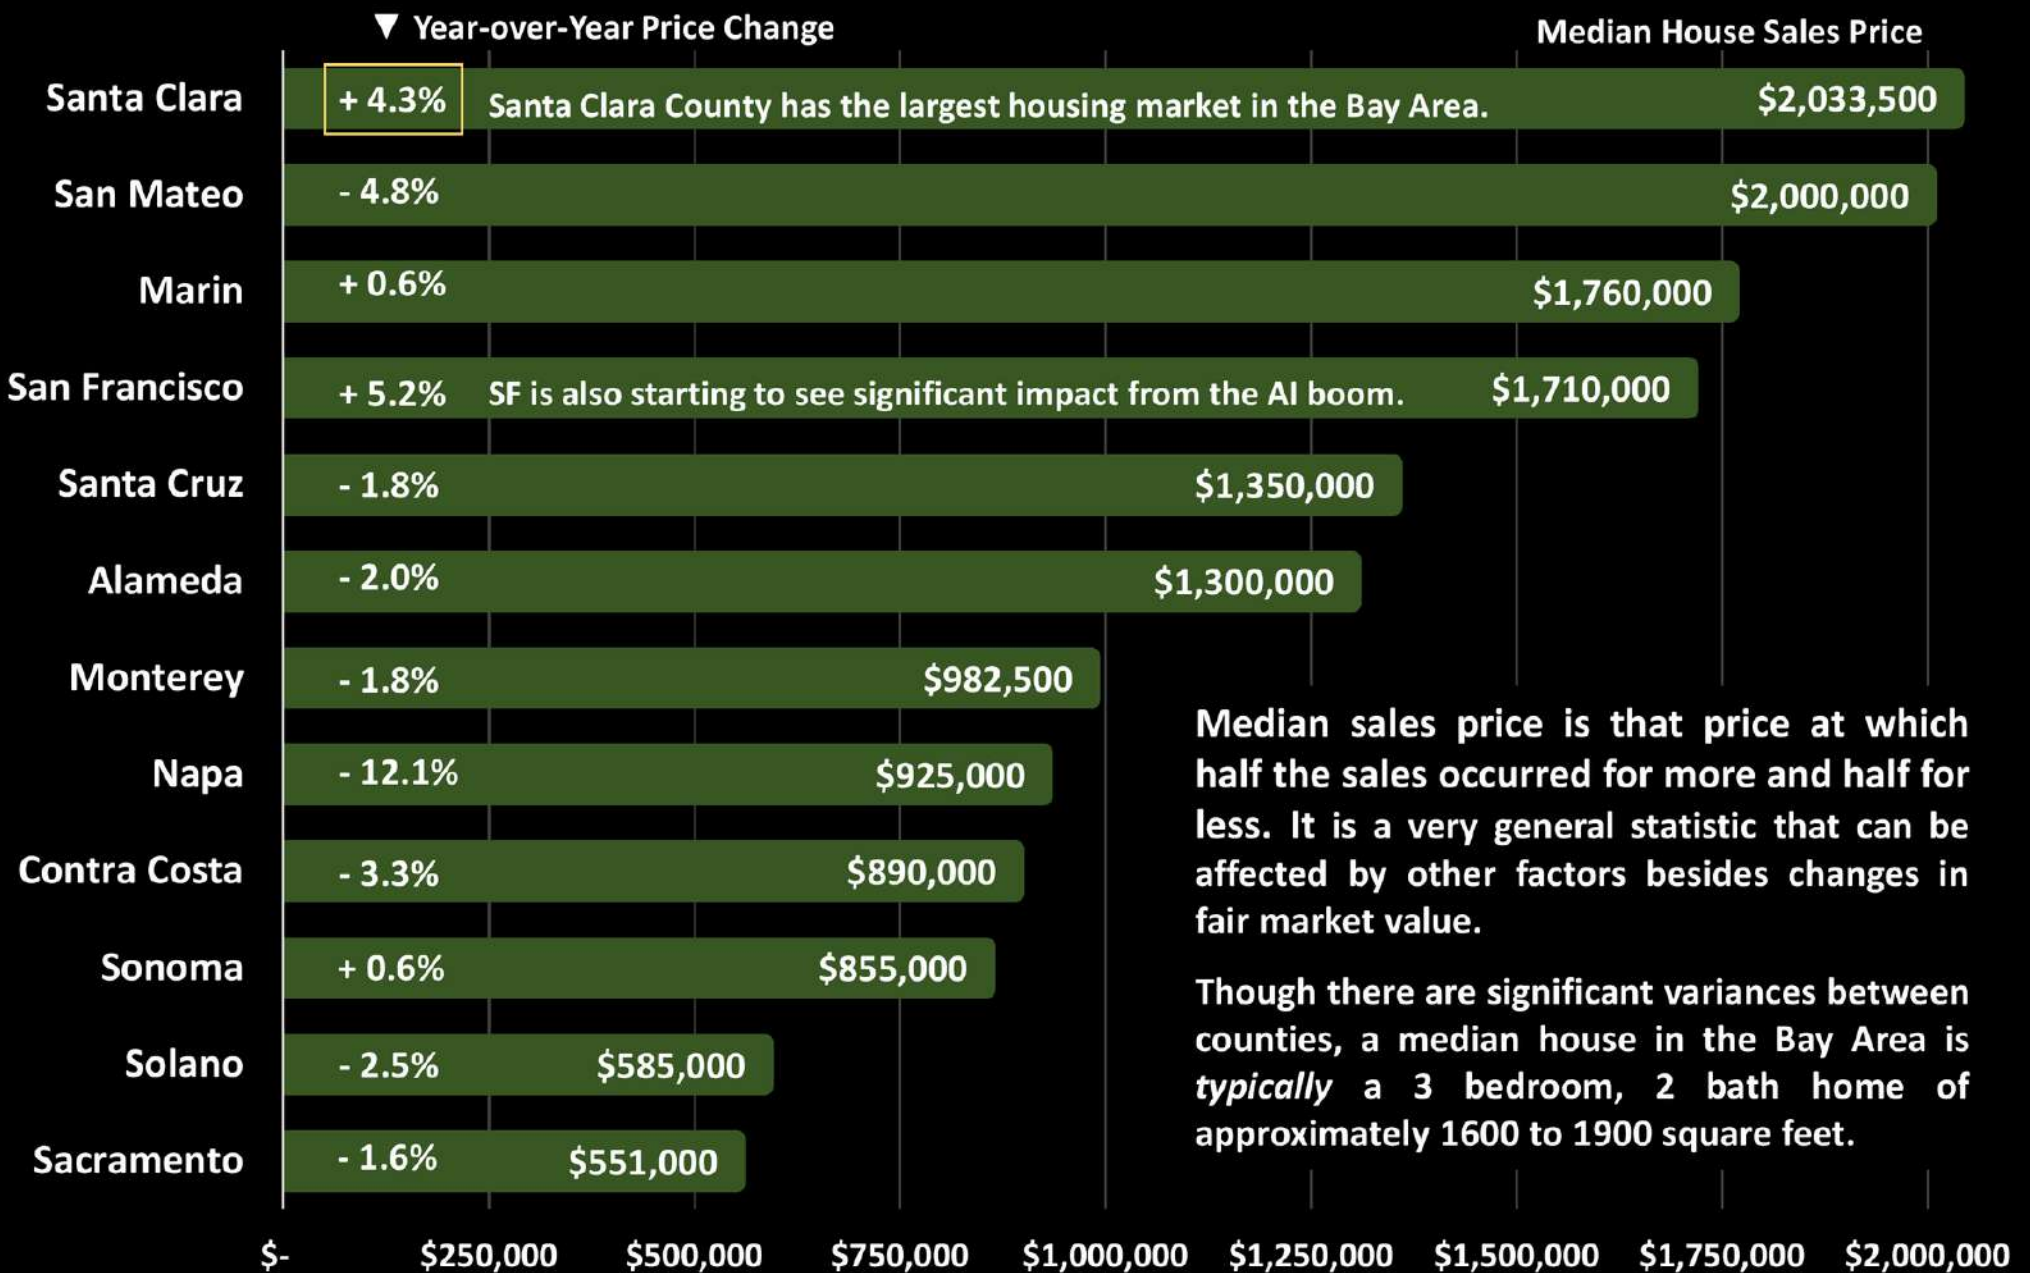 ▼ Year-over-Year Price Change
Median House Sales Price
Santa Clara
+ 4.3%
Santa Clara County has the largest housing market in the Bay Area.
$2,033,500
San Mateo
- 4.8%
$2,000,000
Marin
+ 0.6%
$1,760,000
San Francisco
+ 5.2%
SF is also starting to see significant impact from the AI boom.
$1,710,000
Santa Cruz
- 1.8%
$1,350,000
Alameda
- 2.0%
$1,300,000
Monterey
- 1.8%
$982,500
Napa
- 12.1%
$925,000
Contra Costa
- 3.3%
$890,000
Sonoma
+ 0.6%
$855,000
Solano
- 2.5%
$585,000
Sacramento
- 1.6%
$551,000
Median sales price is that price at which
half the sales occurred for more and half for
less. It is a very general statistic that can be
affected by other factors besides changes in
fair market value.
Though there are significant variances between
counties, a median house in the Bay Area is
typically a 3 bedroom, 2 bath home of
approximately 1600 to 1900 square feet.
$-
$250,000
$500,000
$750,000
$1,000,000
$1,250,000
$1,500,000
$1,750,000
$2,000,000